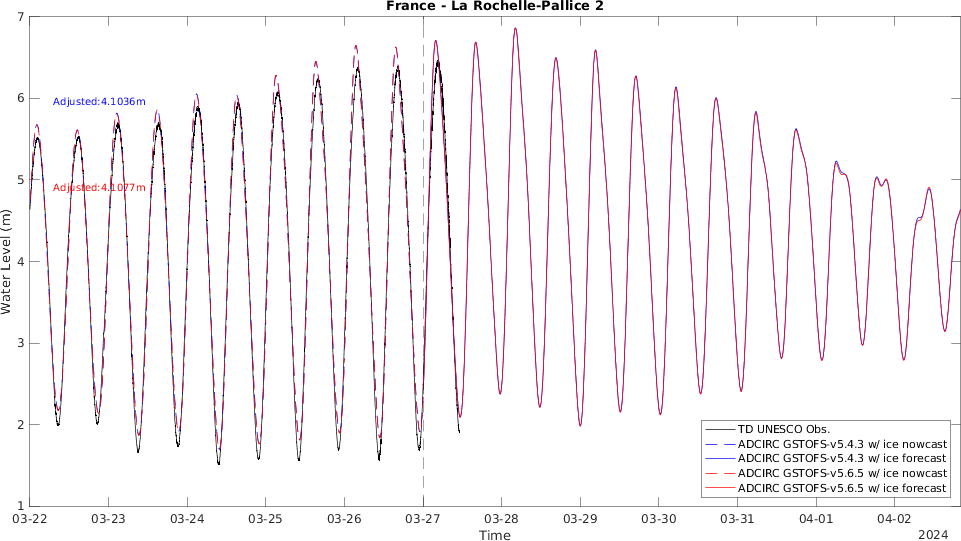 France - La Rochelle-Pallice 2
7
6
5
4
3
2
1
Water Level (m)
Adjusted:4.1036m
Adjusted:4.1077m
TD UNESCO Obs.
ADCIRC GSTOFS-v5.4.3 w/ ice nowcast
ADCIRC GSTOFS-v5.4.3 w/ ice forecast
ADCIRC GSTOFS-v5.6.5 w/ ice nowcast
ADCIRC GSTOFS-v5.6.5 w/ ice forecast
03-22 03-23 03-24 03-25 03-26 03-27 03-28 03-29 03-30 03-31 04-01 04-02
Time
2024